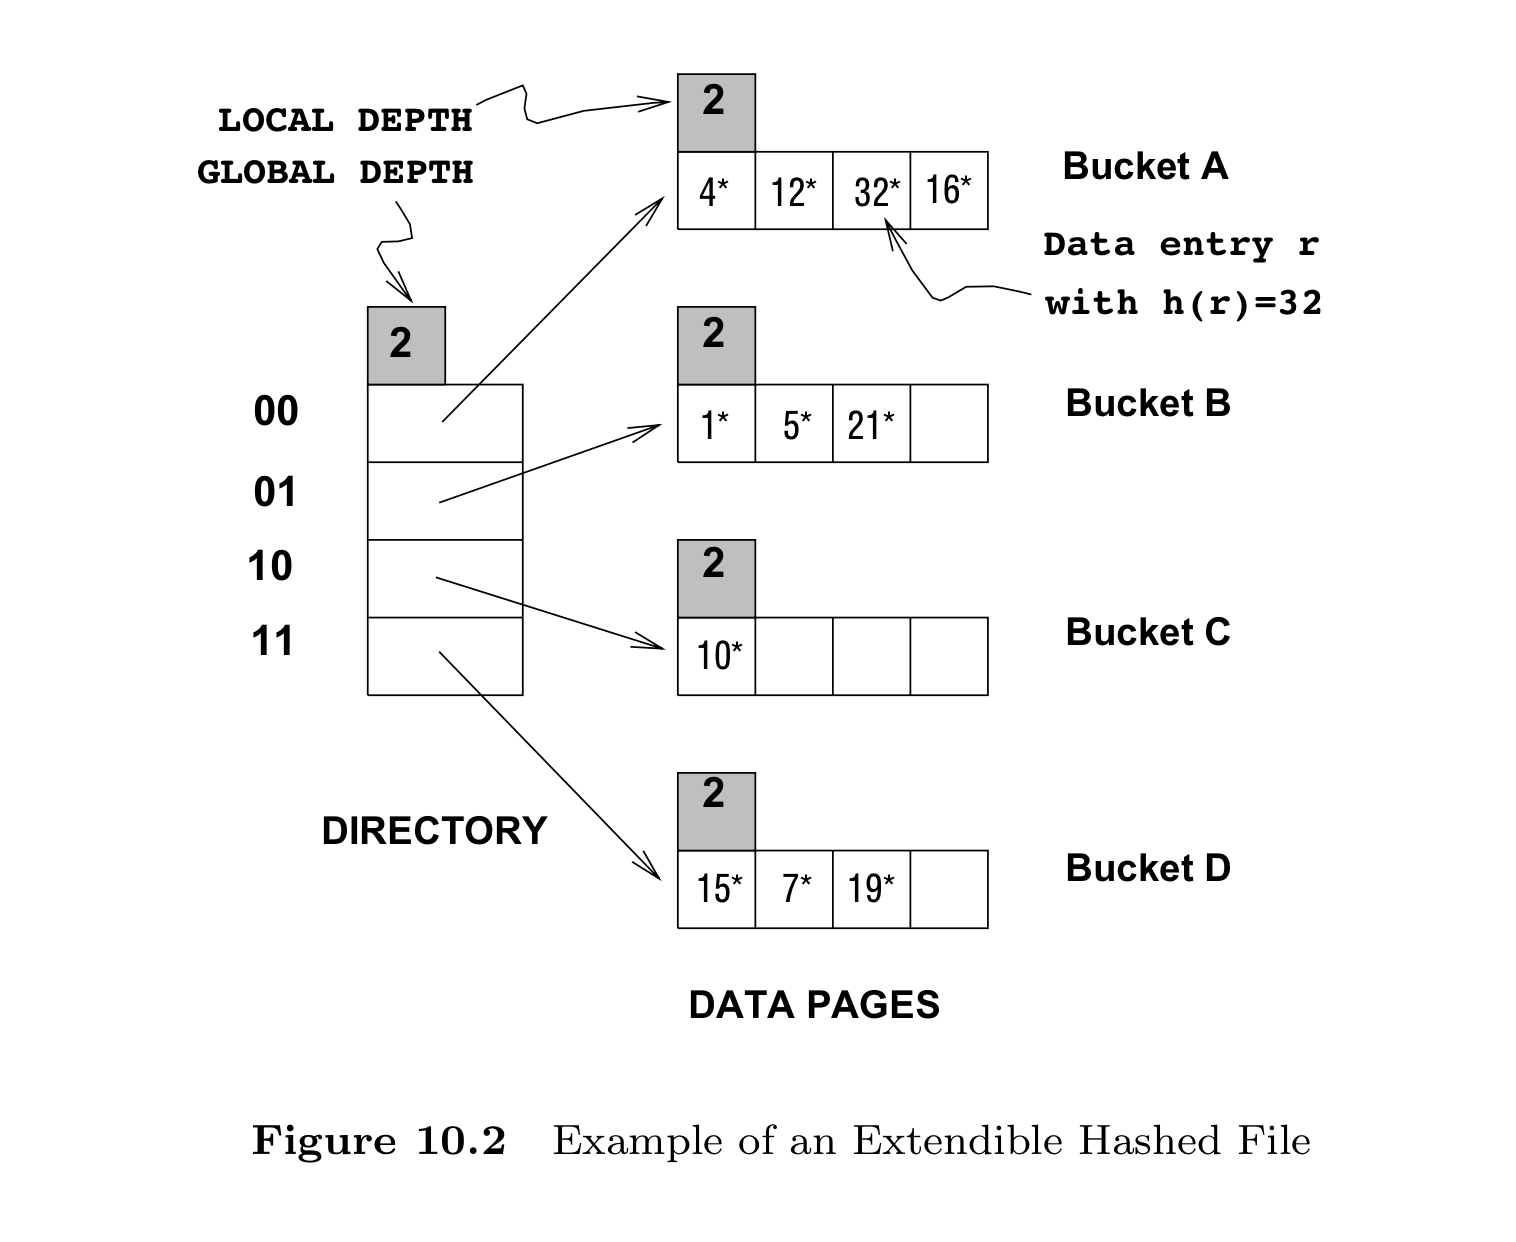 2
LOCAL DEPTH
GLOBAL DEPTH
4* 12* 32* 16*
Bucket A
Data entry r
with h(r)=32
2
00
01
10
11
2
1* 5* 21*
Bucket B
2
10*
Bucket C
DIRECTORY
2
15* 7* 19*
Bucket D
DATA PAGES
Figure 10.2 Example of an Extendible Hashed File